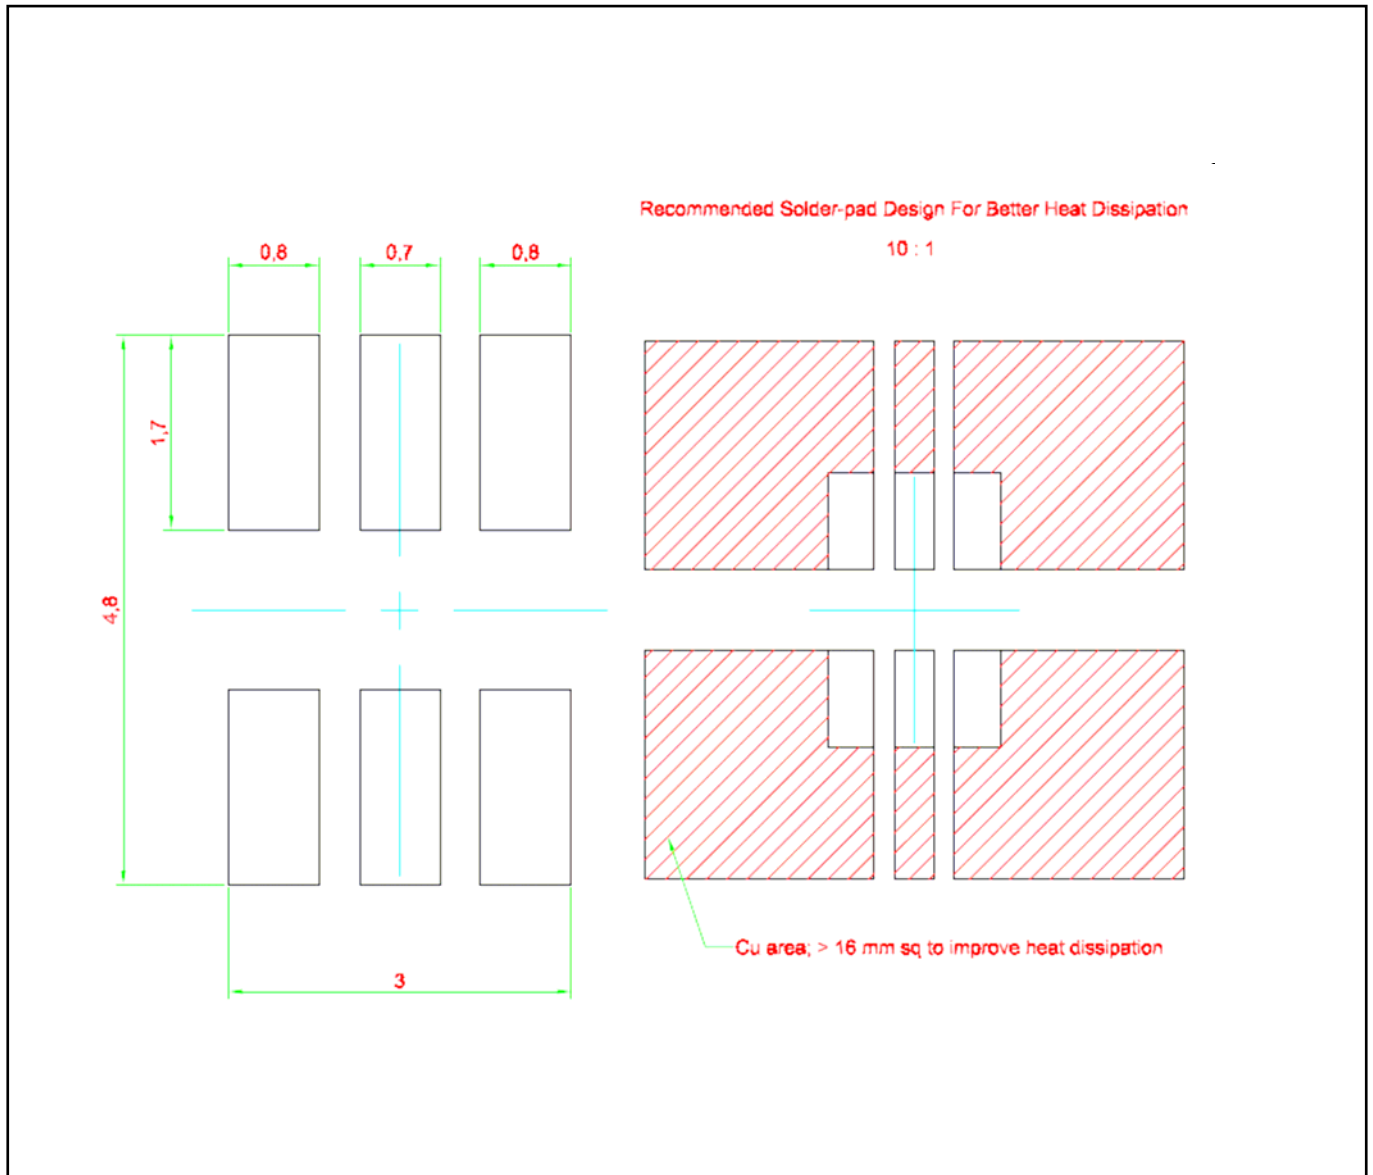 Recommended Solder-pad Design For Better Heat Dissipation
10 : 1
0,8
0,7
0,8
1,7
4,8
Cu area; > 16 mm sq to improve heat dissipation
3